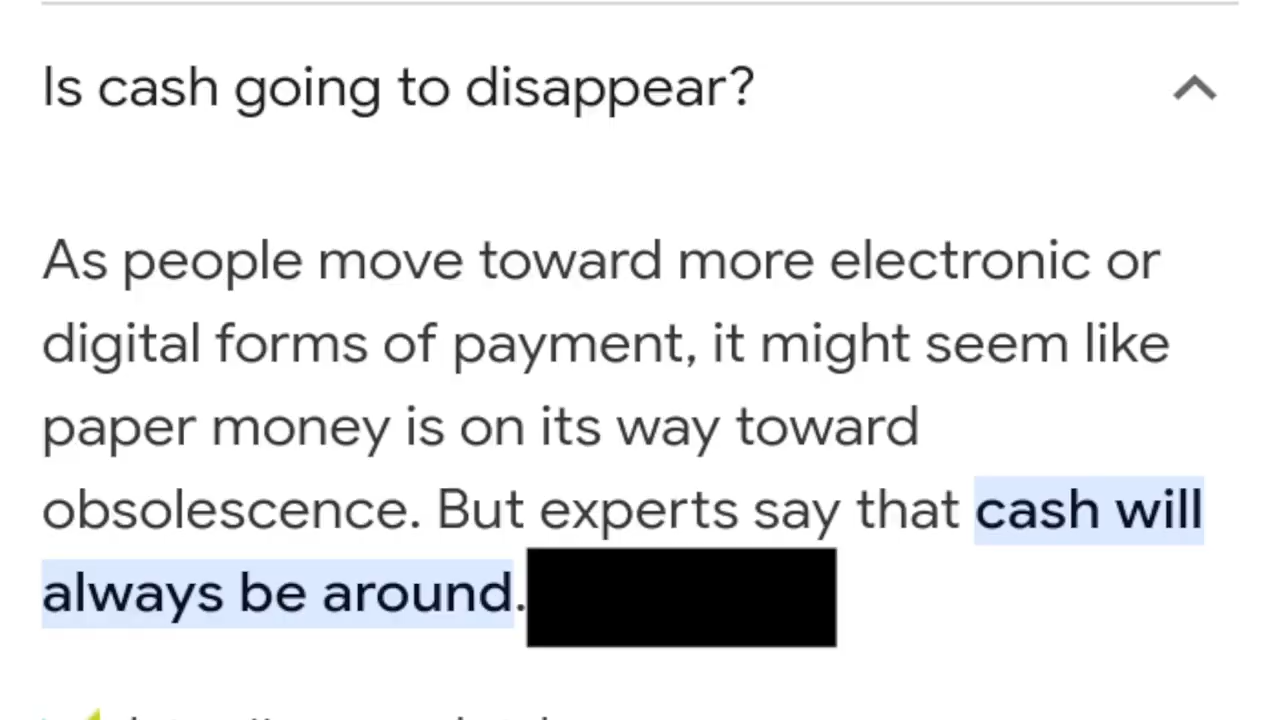 Is cash going to disappear?
As people move toward more electronic or
digital forms of payment, it might seem like
paper money is on its way toward
obsolescence. But experts say that cash will
always be around.